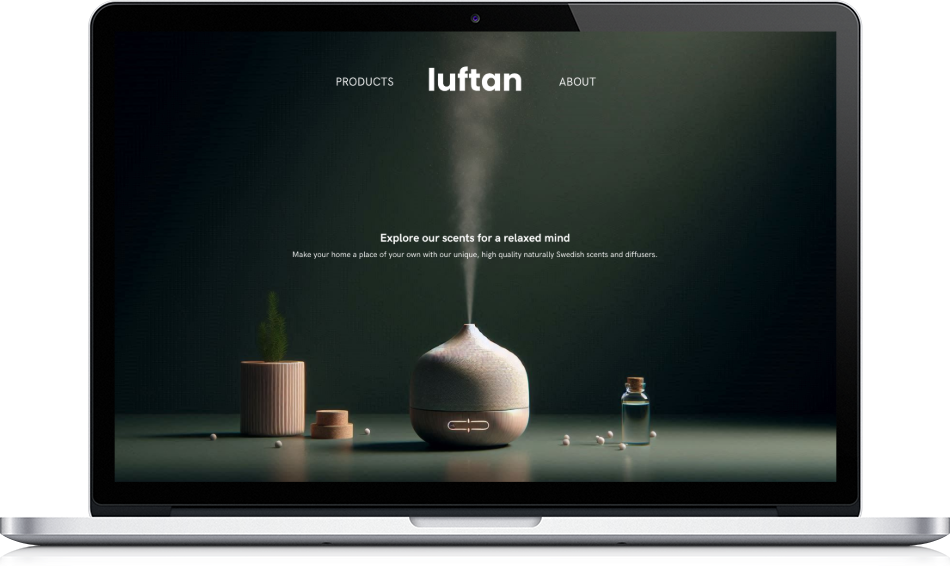 PRODUCTS luftan ABOUT
Explore our scents for a relaxed mind
Make your home a place of your own with our unique, high quality naturally Swedish scents and diffusers.